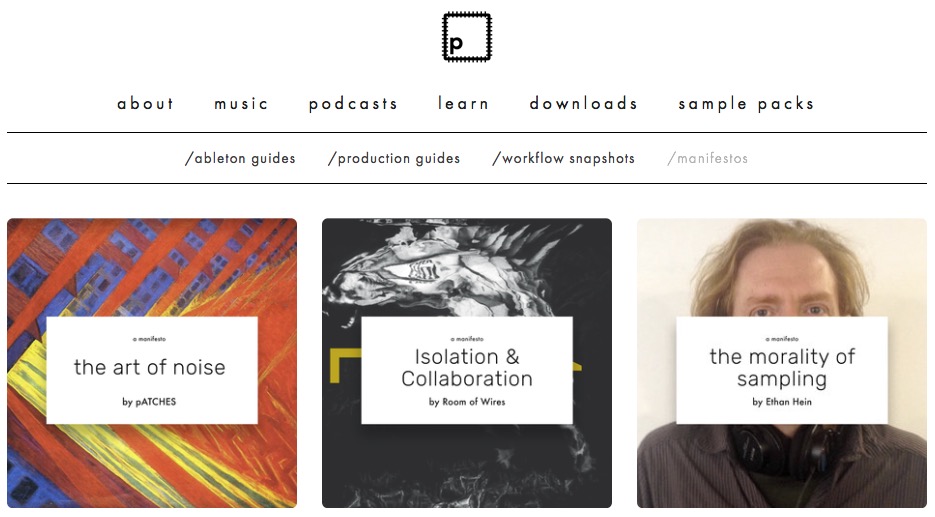 p
about music podcasts learn downloads sample packs
/ableton guides /production guides /workflow snapshots /manifestos
a manifesto
the art of noise
by pATCHES
a manifesto
Isolation &
Collaboration
by Room of Wires
a manifesto
the morality of
sampling
by Ethan Hein